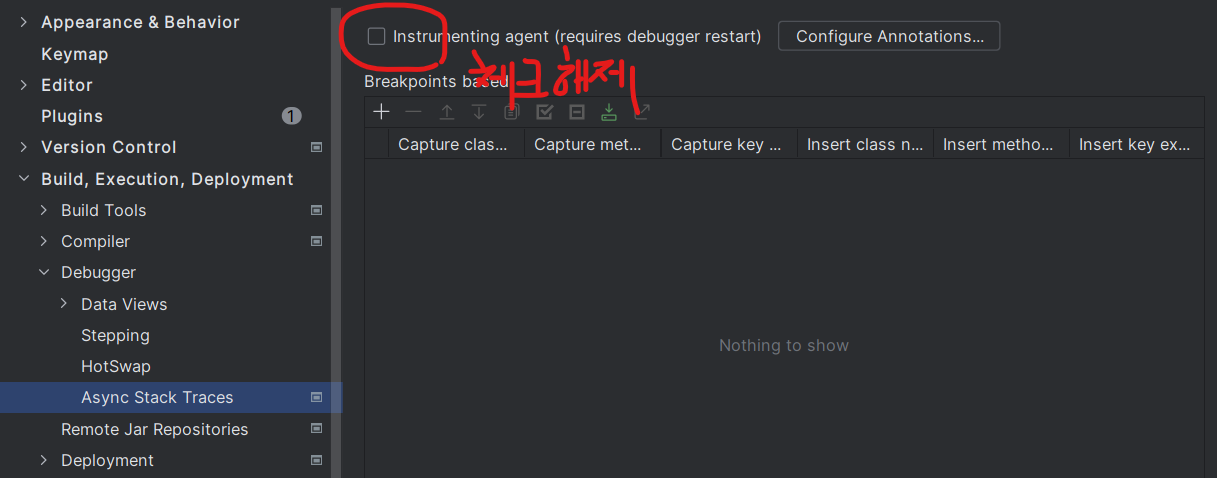 Appearance & Behavior
Keymap
Editor
Plugins 1
Version Control
Build, Execution, Deployment
Build Tools
Compiler
Debugger
Data Views
Stepping
HotSwap
Async Stack Traces
Remote Jar Repositories
Deployment
Instrumenting agent (requires debugger restart) Configure Annotations...
체크해제
Breakpoints based
Capture clas... Capture met... Capture key ... Insert class n... Insert metho... Insert key ex...
Nothing to show